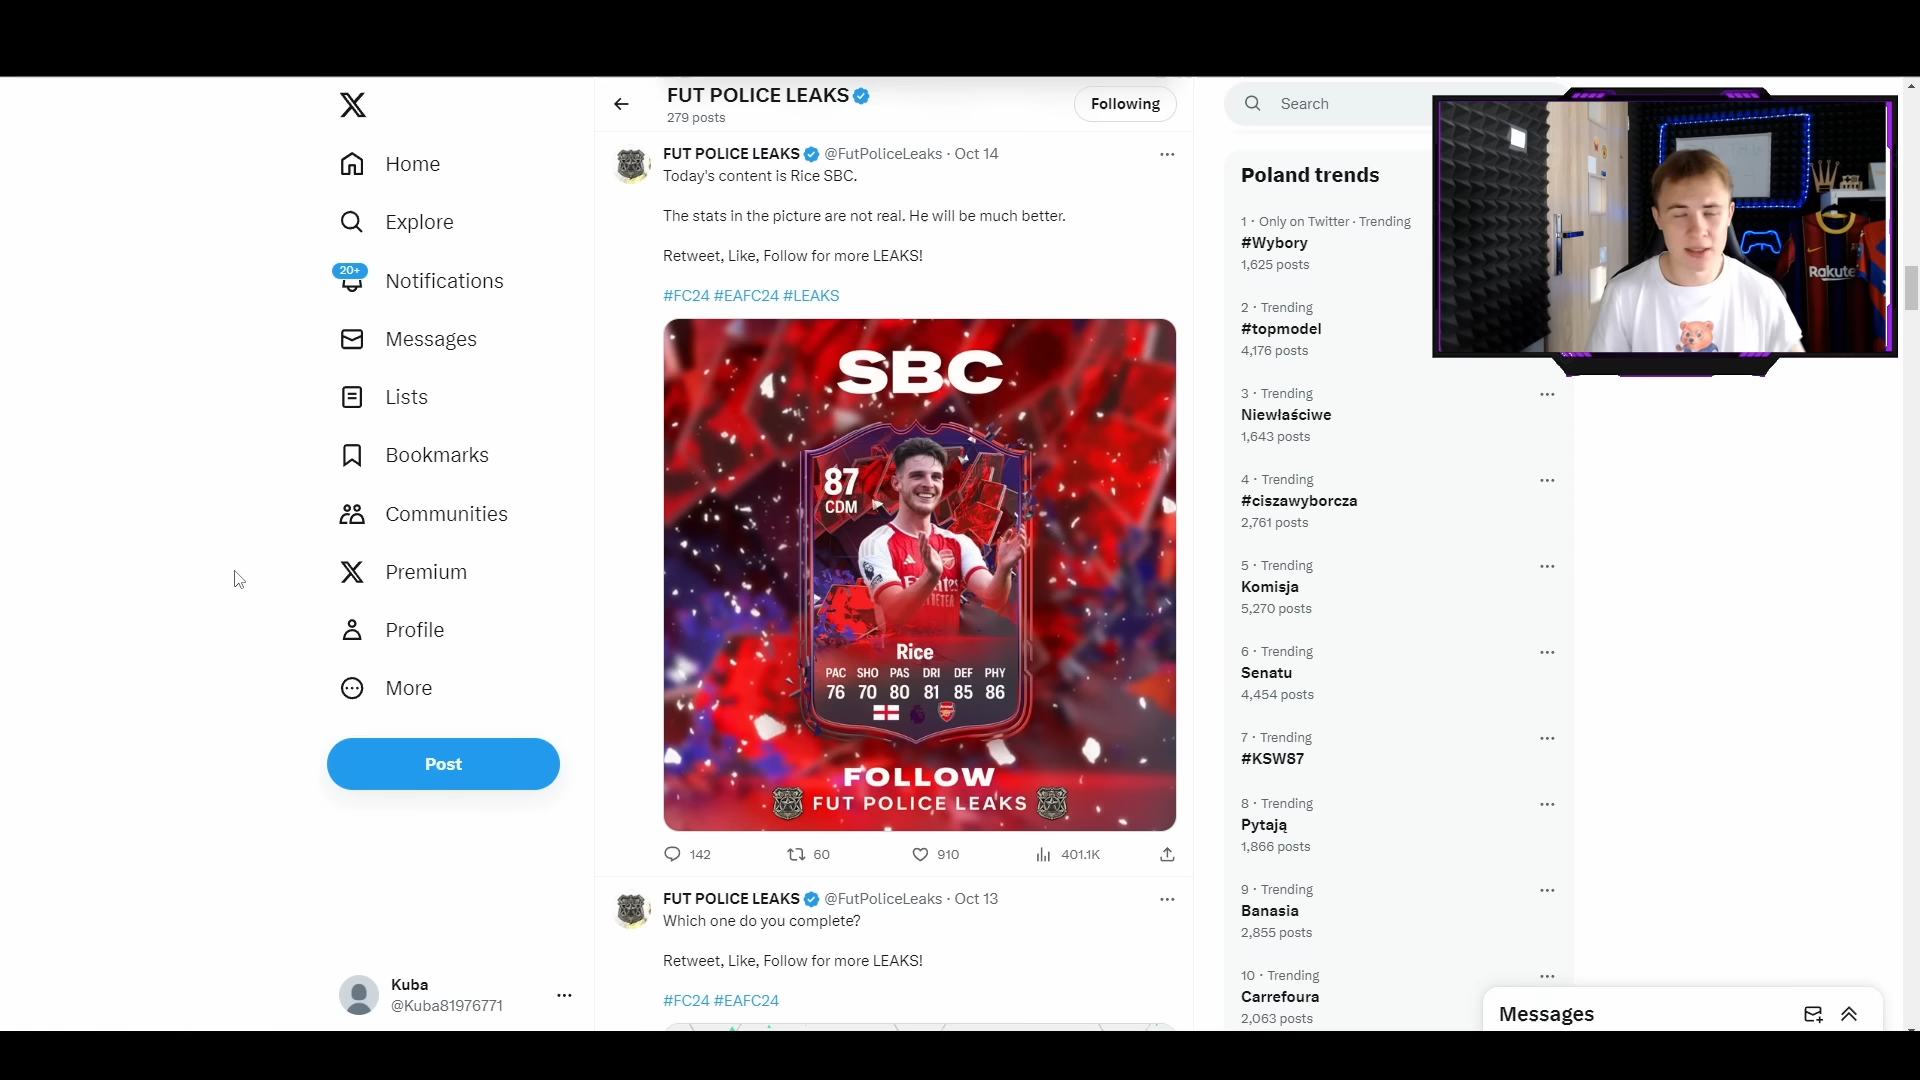 Home
Explore
20+
Notifications
Messages
Lists
Bookmarks
Communities
Premium
Profile
More
Post
Kuba
@Kuba81976771
FUT POLICE LEAKS
279 posts
Following
FUT POLICE LEAKS @FutPoliceLeaks · Oct 14
Today's content is Rice SBC.
The stats in the picture are not real. He will be much better.
Retweet, Like, Follow for more LEAKS!
#FC24 #EAFC24 #LEAKS
SBC
87
CDM
Rice
PAC SHO PAS DRI DEF PHY
76 70 80 81 85 86
FOLLOW
FUT POLICE LEAKS
142 60 910 401.1K
FUT POLICE LEAKS @FutPoliceLeaks · Oct 13
Which one do you complete?
Retweet, Like, Follow for more LEAKS!
#FC24 #EAFC24
Search
Poland trends
1 · Only on Twitter · Trending
#Wybory
1,625 posts
2 · Trending
#topmodel
4,176 posts
3 · Trending
Niewłaściwe
1,643 posts
4 · Trending
#ciszawyborcza
2,761 posts
5 · Trending
Komisja
5,270 posts
6 · Trending
Senatu
4,454 posts
7 · Trending
#KSW87
8 · Trending
Pytają
1,866 posts
9 · Trending
Banasia
2,855 posts
10 · Trending
Carrefoura
2,063 posts
Messages
Rakute